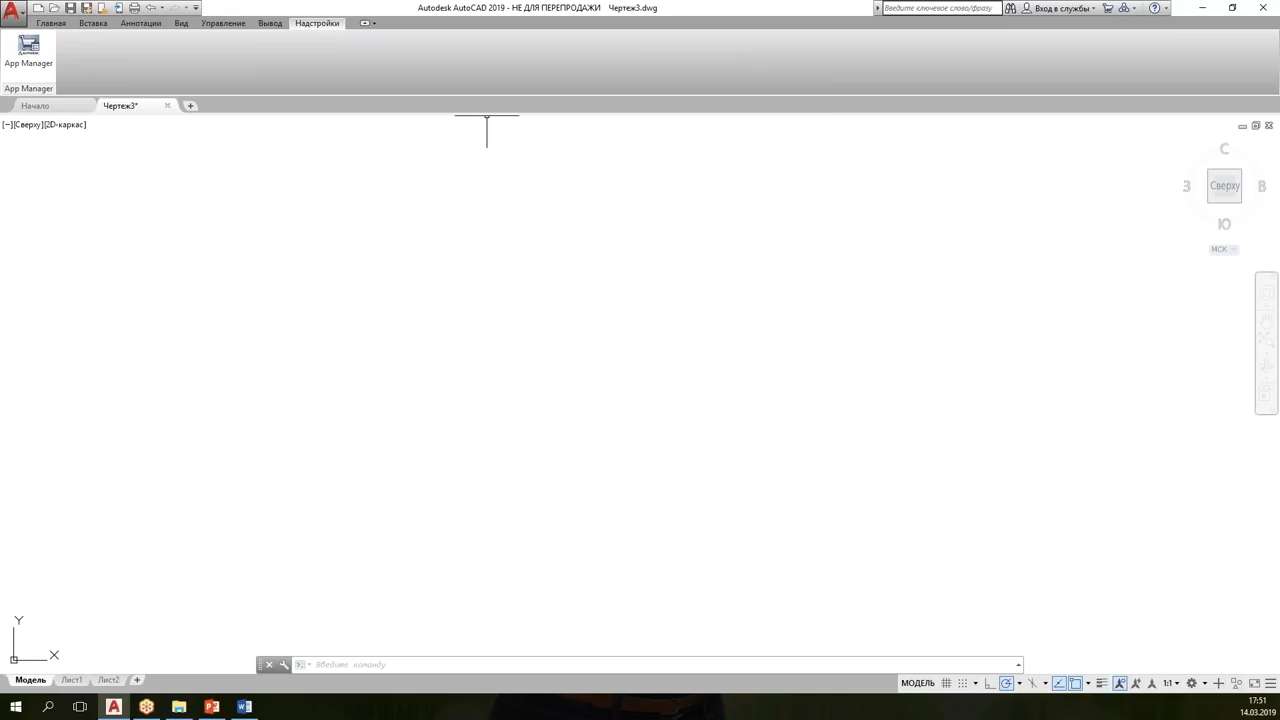 Autodesk AutoCAD 2019 - НЕ ДЛЯ ПЕРЕПРОДАЖИ Чертеж3.dwg
Введите ключевое слово/фразу
Вход в службы
Главная Вставка Аннотации Вид Управление Вывод Надстройки
App Manager
App Manager
Начало Чертеж3*
[−][Сверху][2D-каркас]
С
З Сверху В
Ю
МСК
Y
X
Введите команду
Модель Лист1 Лист2
МОДЕЛЬ 1:1
17:51
14.03.2019